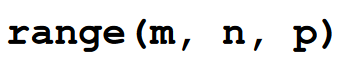 range(m, n, p)